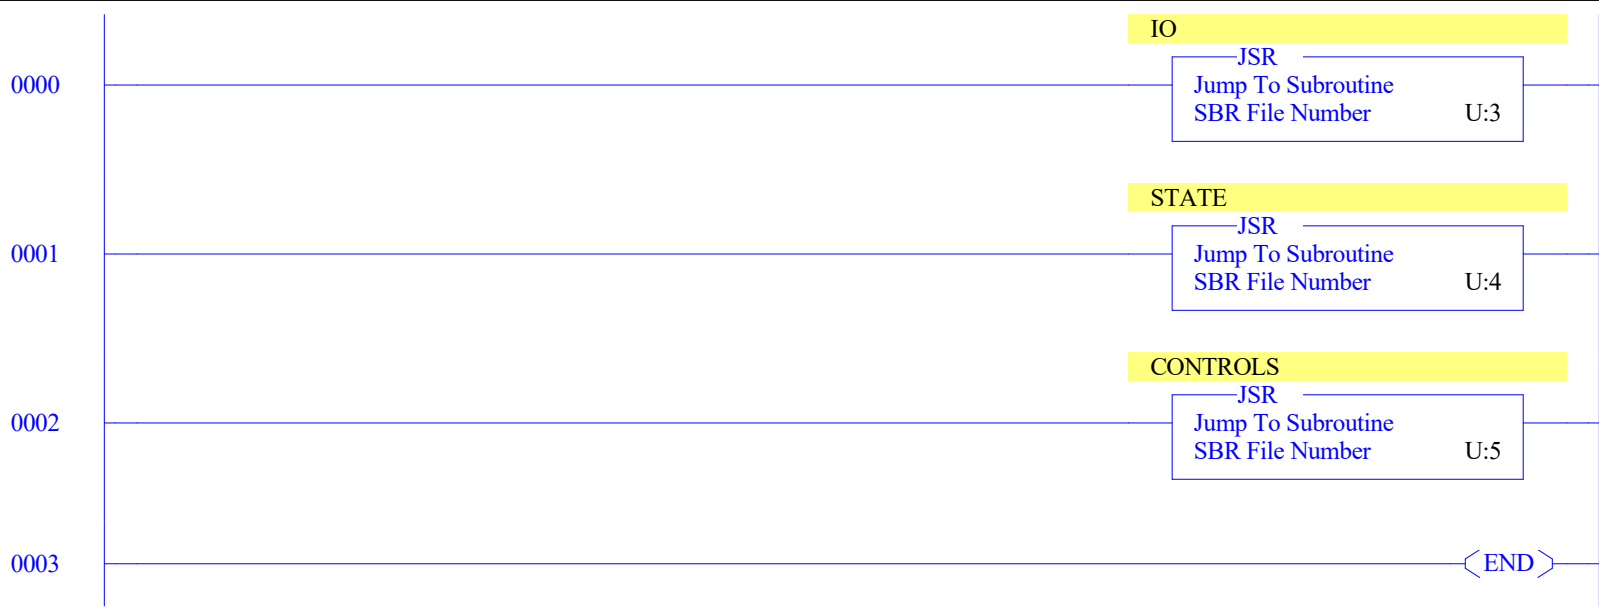 IO
JSR
0000
Jump To Subroutine
SBR File Number U:3
STATE
JSR
0001
Jump To Subroutine
SBR File Number U:4
CONTROLS
JSR
0002
Jump To Subroutine
SBR File Number U:5
0003
END